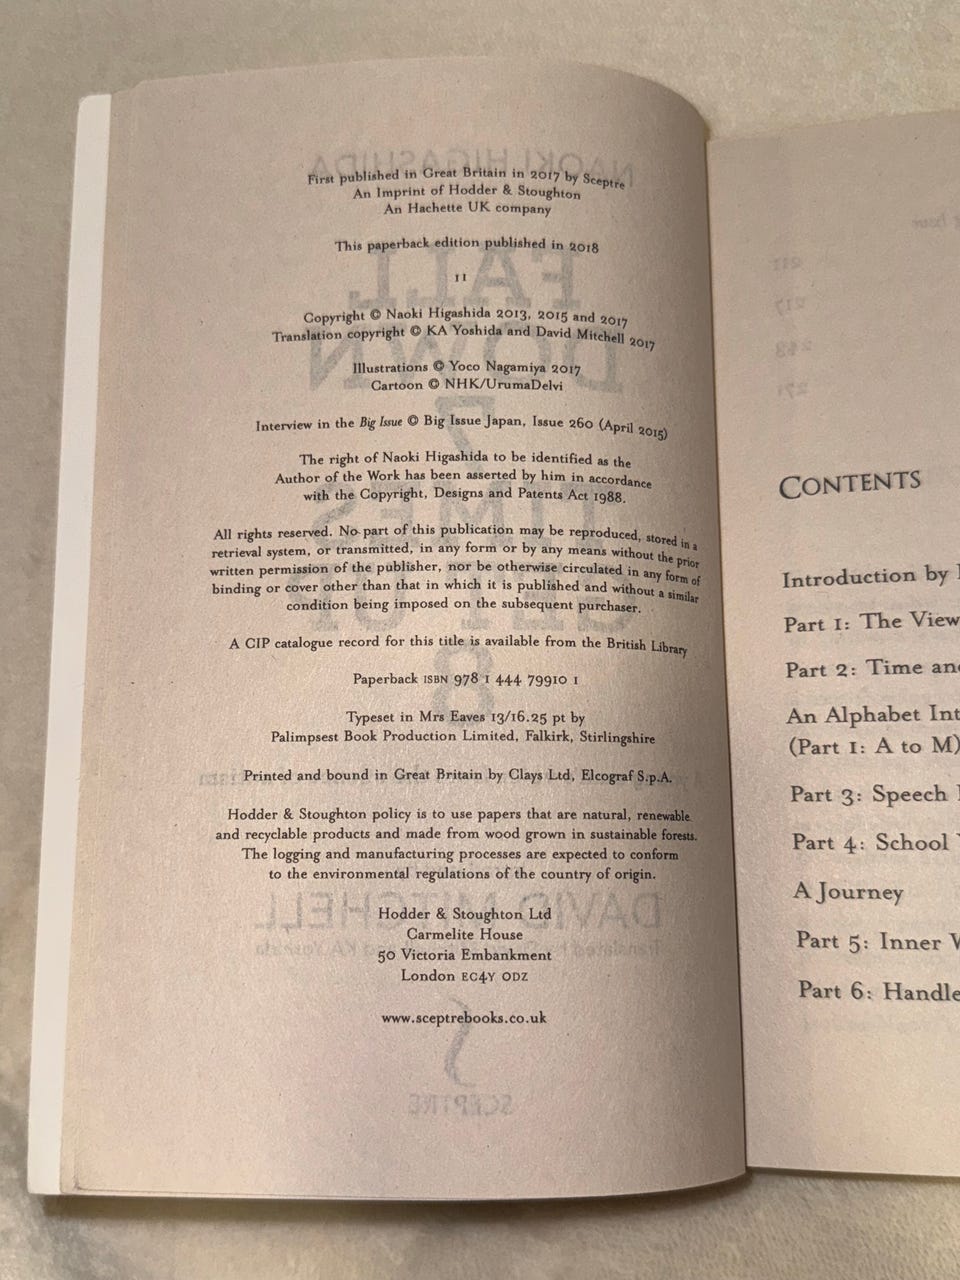 First published in Great Britain in 2017 by Sceptre
An Imprint of Hodder & Stoughton
An Hachette UK company
This paperback edition published in 2018
11
Copyright © Naoki Higashida 2013, 2015 and 2017
Translation copyright © KA Yoshida and David Mitchell 2017
Illustrations © Yoco Nagamiya 2017
Cartoon © NHK/UrumaDelvi
Interview in the Big Issue © Big Issue Japan, Issue 260 (April 2015)
The right of Naoki Higashida to be identified as the
Author of the Work has been asserted by him in accordance
with the Copyright, Designs and Patents Act 1988.
All rights reserved. No part of this publication may be reproduced, stored in a
retrieval system, or transmitted, in any form or by any means without the prior
written permission of the publisher, nor be otherwise circulated in any form of
binding or cover other than that in which it is published and without a similar
condition being imposed on the subsequent purchaser.
A CIP catalogue record for this title is available from the British Library
Paperback ISBN 978 1 444 79910 1
Typeset in Mrs Eaves 13/16.25 pt by
Palimpsest Book Production Limited, Falkirk, Stirlingshire
Printed and bound in Great Britain by Clays Ltd, Elcograf S.p.A.
Hodder & Stoughton policy is to use papers that are natural, renewable
and recyclable products and made from wood grown in sustainable forests.
The logging and manufacturing processes are expected to conform
to the environmental regulations of the country of origin.
Hodder & Stoughton Ltd
Carmelite House
50 Victoria Embankment
London EC4Y 0DZ
www.sceptrebooks.co.uk
CONTENTS
Introduction by
Part 1: The View
Part 2: Time and
An Alphabet Int
(Part 1: A to M)
Part 3: Speech
Part 4: School
A Journey
Part 5: Inner
Part 6: Handle